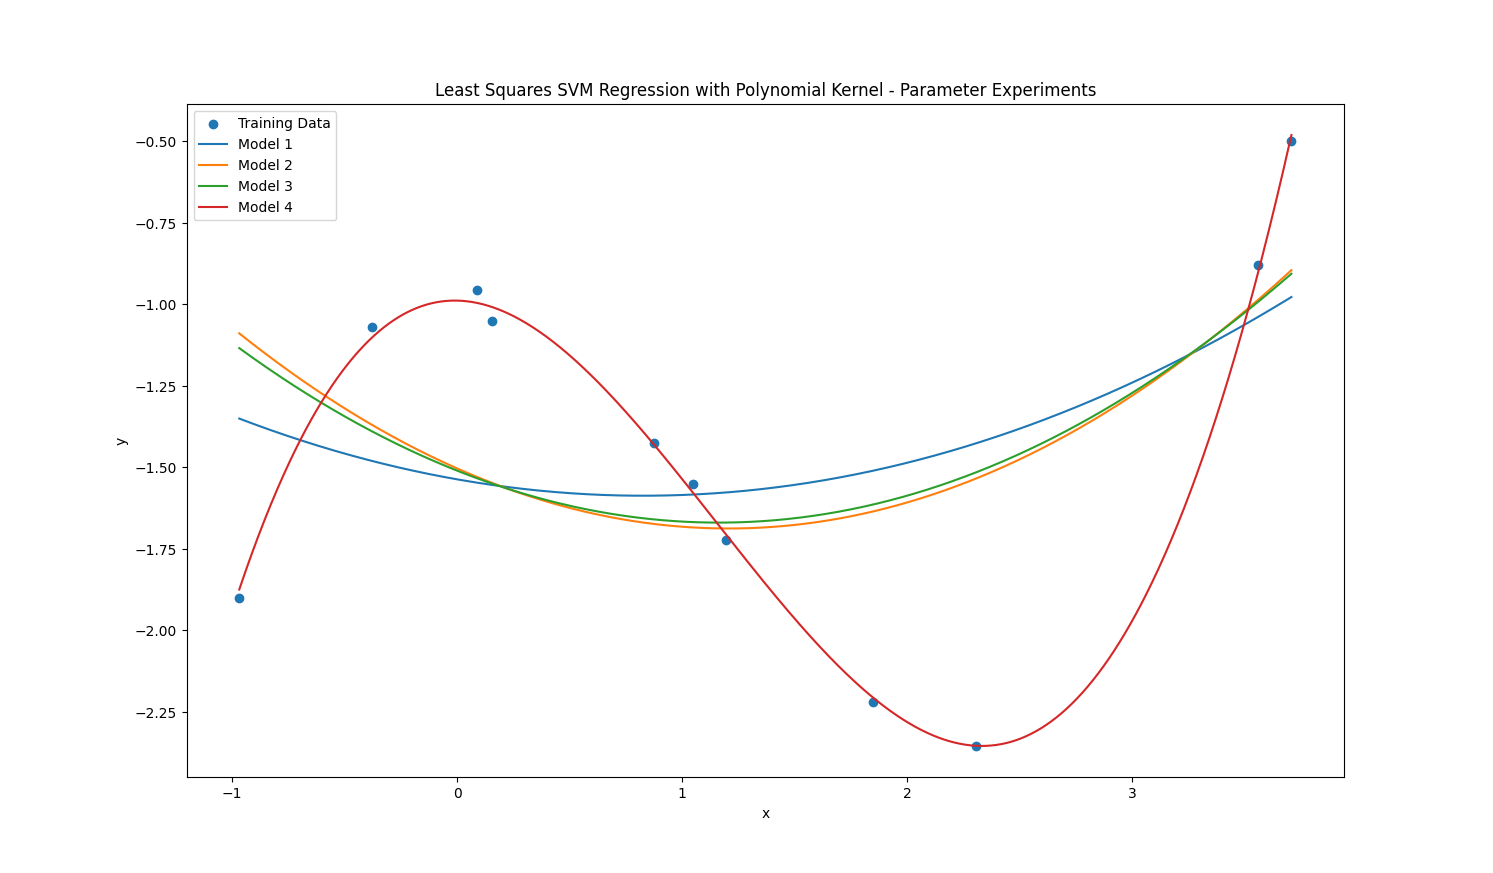 Least Squares SVM Regression with Polynomial Kernel - Parameter Experiments
Training Data
Model 1
Model 2
Model 3
Model 4
−0.50
−0.75
−1.00
−1.25
−1.50
−1.75
−2.00
−2.25
y
−1
0
1
2
3
x